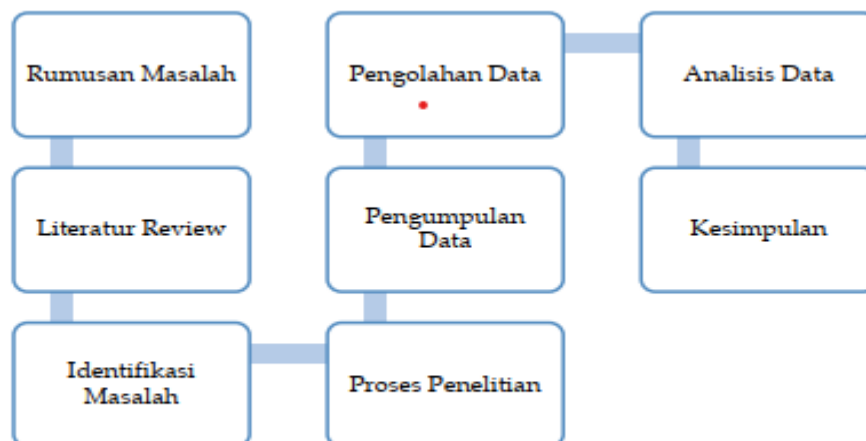 Rumusan Masalah
Literatur Review
Identifikasi
Masalah
Proses Penelitian
Pengumpulan
Data
Pengolahan Data
Analisis Data
Kesimpulan